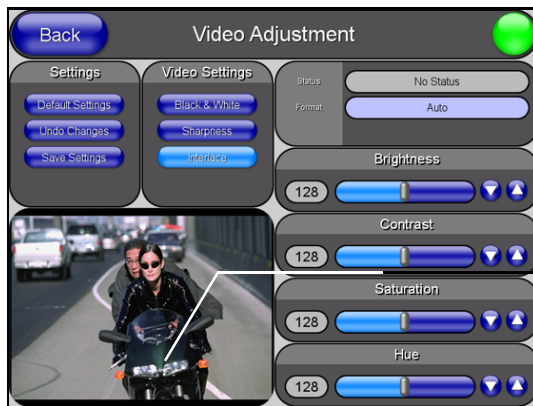 Back
Video Adjustment
Settings
Default Settings
Undo Changes
Save Settings
Video Settings
Black & White
Sharpness
Interlace
Status
No Status
Format
Auto
Brightness
128
Contrast
128
Saturation
128
Hue
128